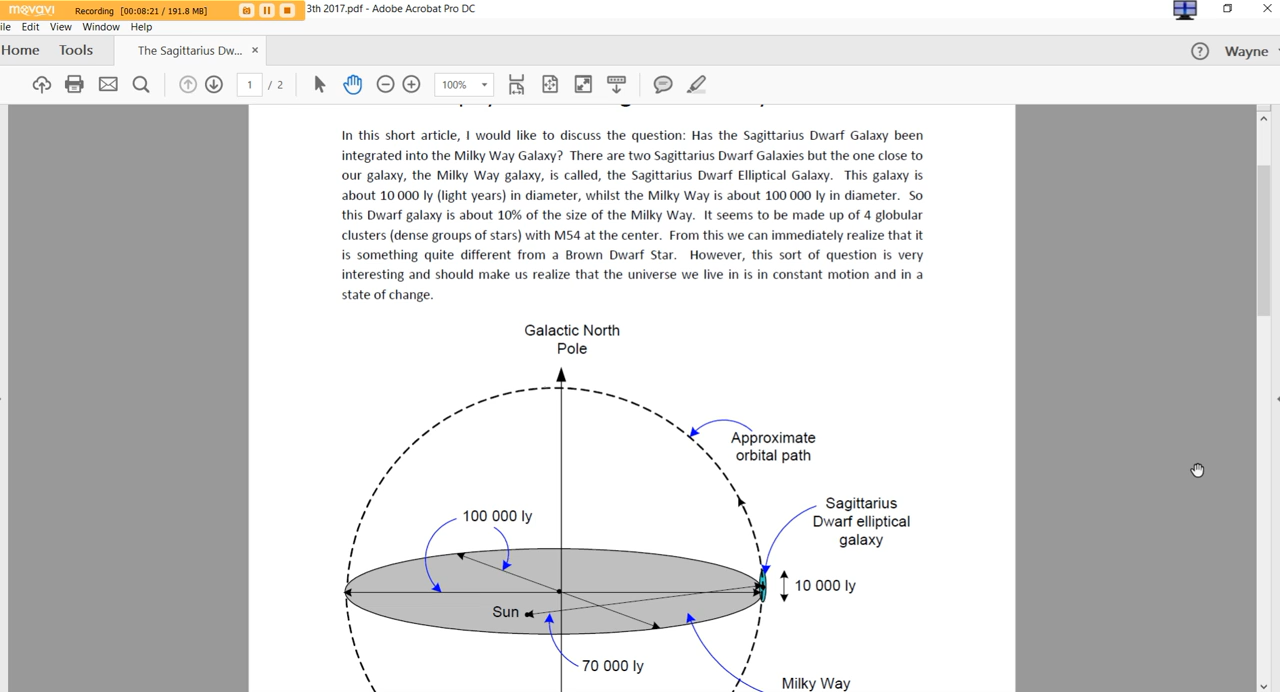 movavi Recording [00:08:21 / 191.8 MB] 3th 2017.pdf - Adobe Acrobat Pro DC
ile Edit View Window Help
Home Tools The Sagittarius Dw... × ? Wayne
1 / 2 100%
In this short article, I would like to discuss the question: Has the Sagittarius Dwarf Galaxy been
integrated into the Milky Way Galaxy? There are two Sagittarius Dwarf Galaxies but the one close to
our galaxy, the Milky Way galaxy, is called, the Sagittarius Dwarf Elliptical Galaxy. This galaxy is
about 10 000 ly (light years) in diameter, whilst the Milky Way is about 100 000 ly in diameter. So
this Dwarf galaxy is about 10% of the size of the Milky Way. It seems to be made up of 4 globular
clusters (dense groups of stars) with M54 at the center. From this we can immediately realize that it
is something quite different from a Brown Dwarf Star. However, this sort of question is very
interesting and should make us realize that the universe we live in is in constant motion and in a
state of change.
Galactic North
Pole
Approximate
orbital path
Sagittarius
Dwarf elliptical
galaxy
100 000 ly
10 000 ly
Sun
70 000 ly
Milky Way